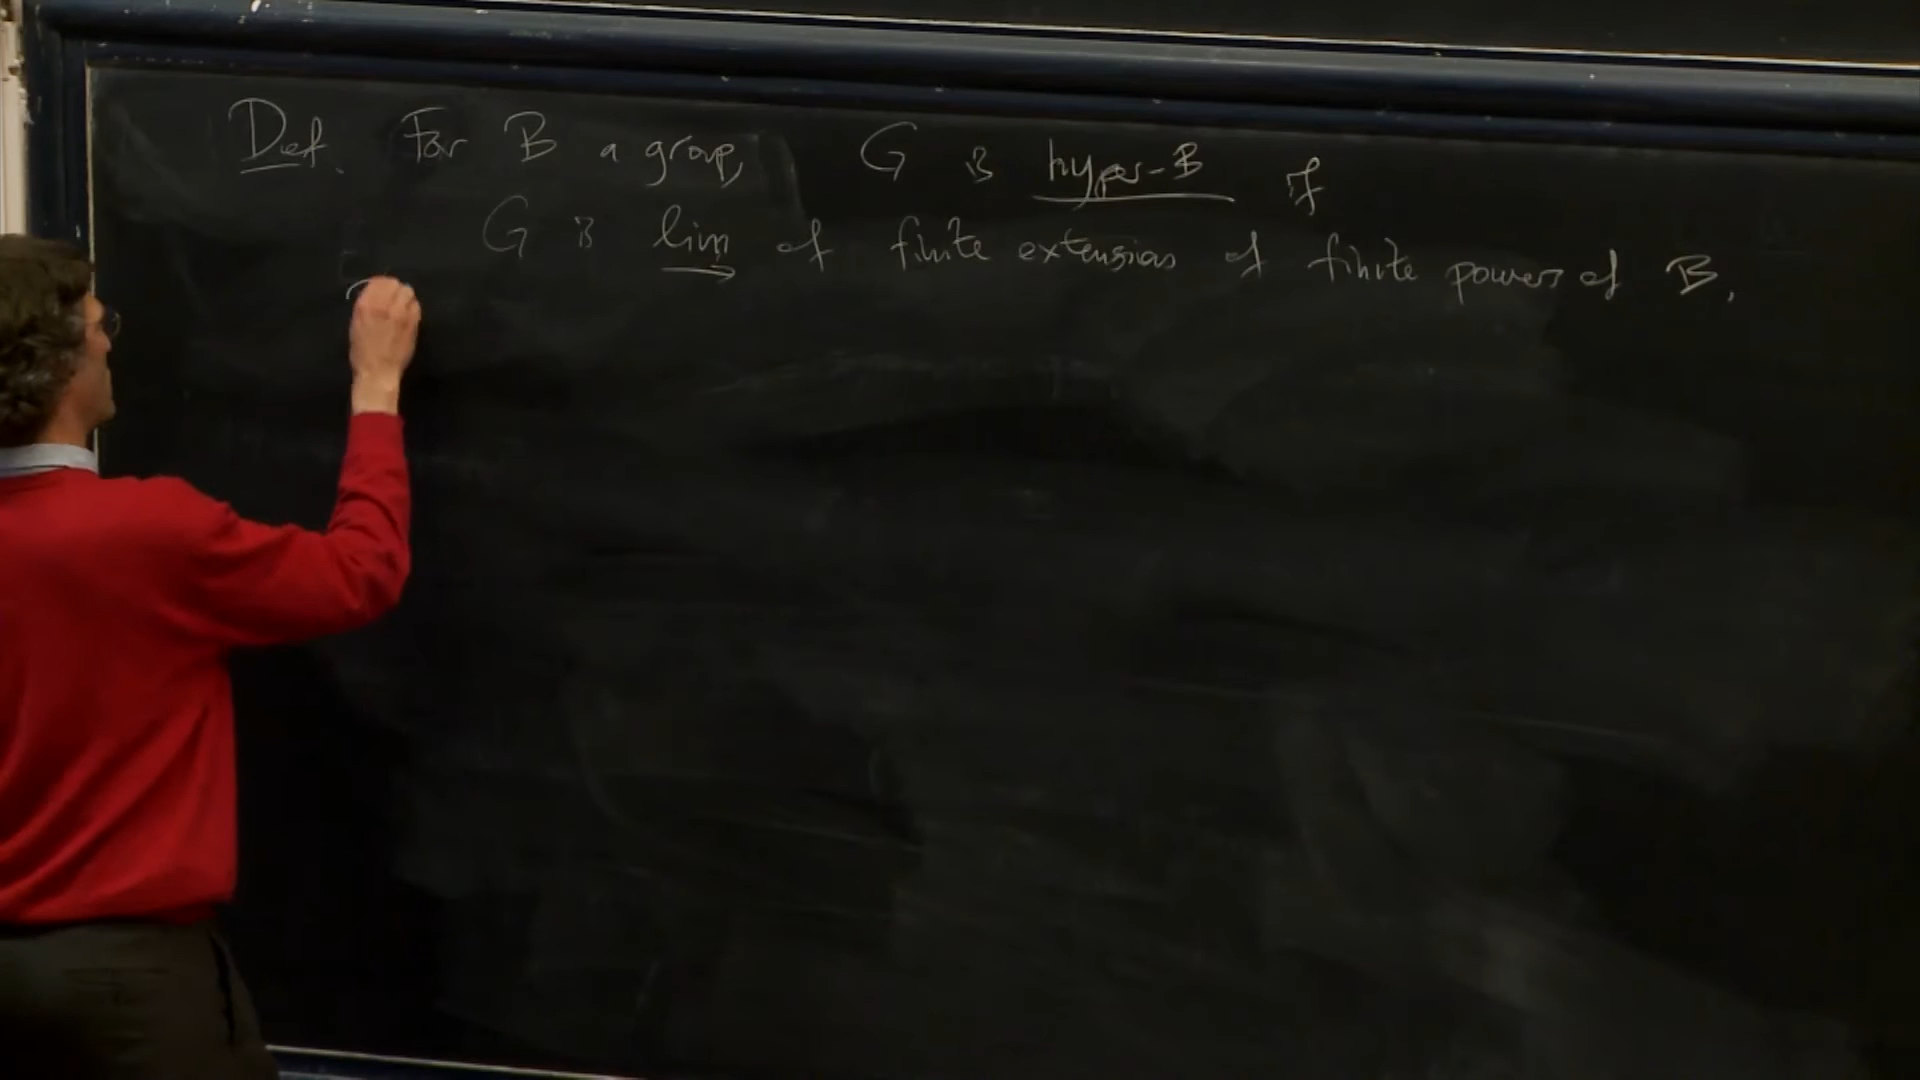 Def. For B a group, G is hyper-B if
G is lim of finite extensions of finite powers of B.